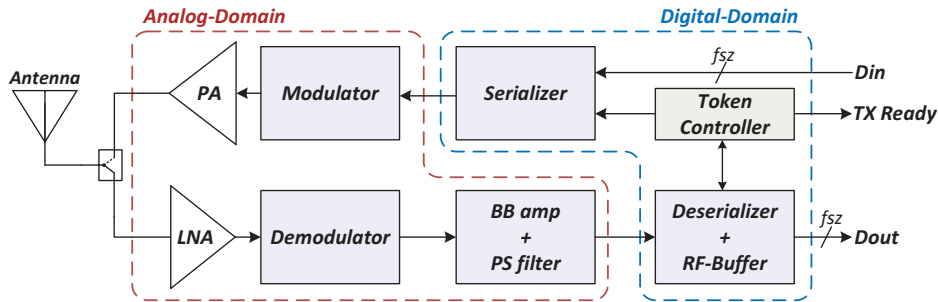 Analog-Domain
Digital-Domain
Antenna
PA
Modulator
Serializer
fsz
Din
Token
Controller
TX Ready
LNA
Demodulator
BB amp
+
PS filter
Deserializer
+
RF-Buffer
fsz
Dout